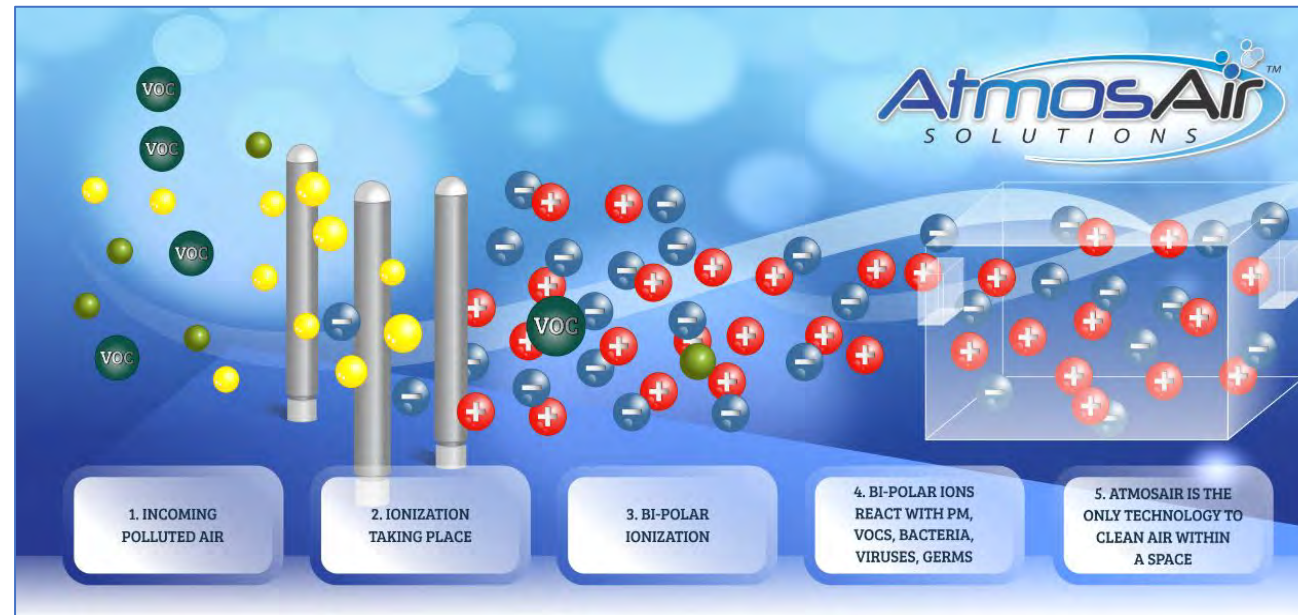 VOC
VOC
VOC
VOC
VOC
AtmosAir™
SOLUTIONS
1. INCOMING
POLLUTED AIR
2. IONIZATION
TAKING PLACE
3. BI-POLAR
IONIZATION
4. BI-POLAR IONS
REACT WITH PM,
VOCS, BACTERIA,
VIRUSES, GERMS
5. ATMOSAIR IS THE
ONLY TECHNOLOGY TO
CLEAN AIR WITHIN
A SPACE